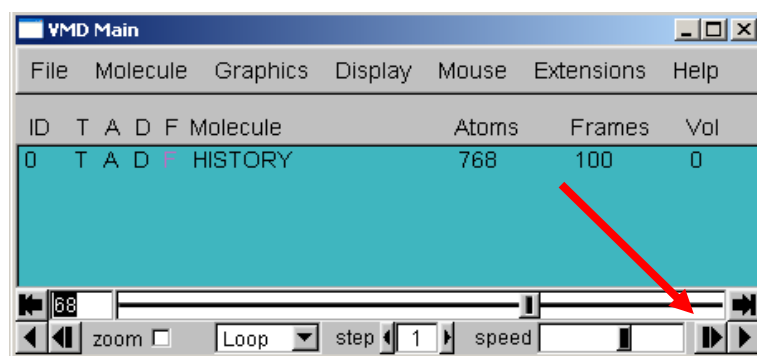 VMD Main
File Molecule Graphics Display Mouse Extensions Help
ID T A D F Molecule Atoms Frames Vol
0 T A D F HISTORY 768 100 0
68
zoom Loop step 1 speed